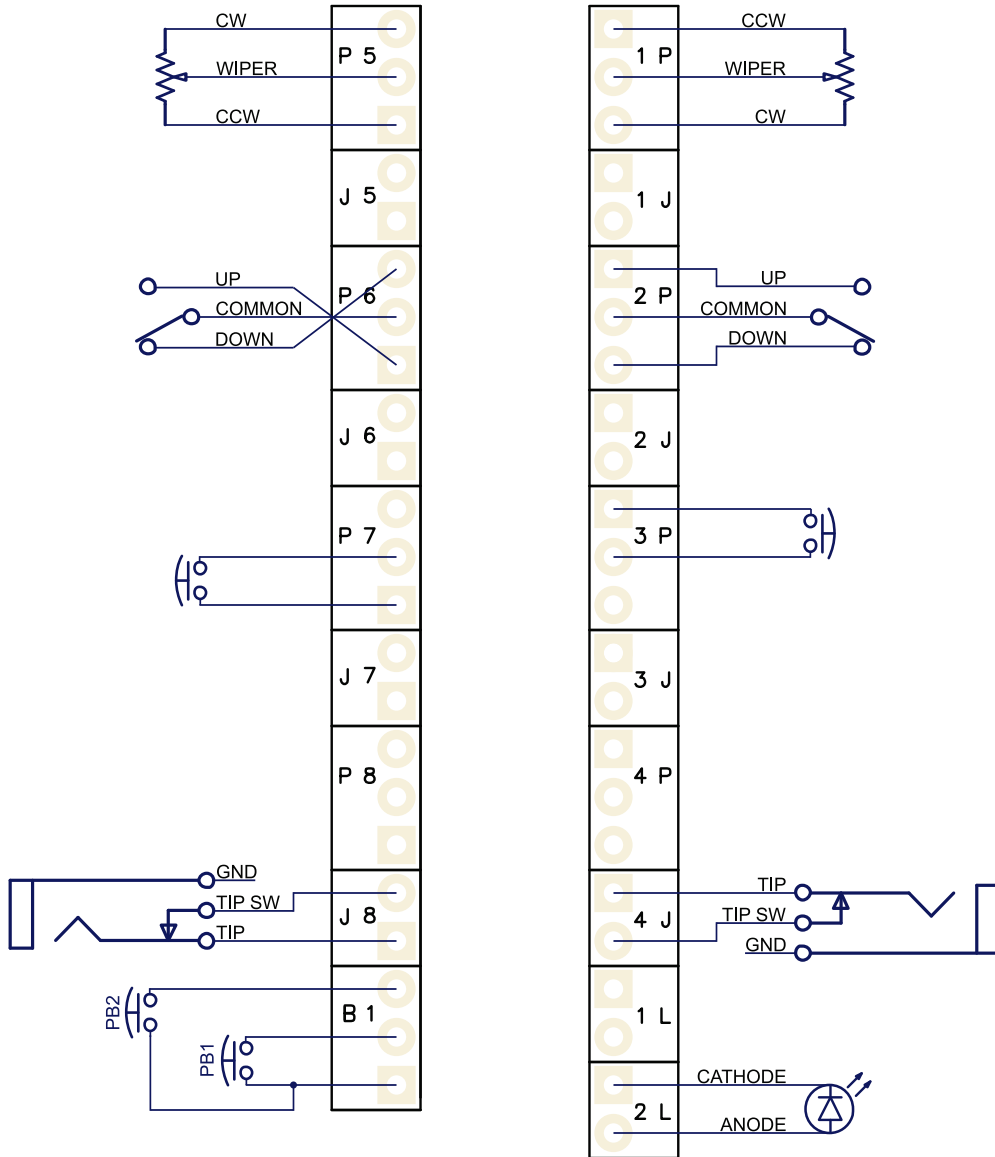 CW
P 5
WIPER
CCW
J 5
UP
P 6
COMMON
DOWN
J 6
P 7
J 7
P 8
GND
TIP SW
J 8
TIP
PB2
B 1
PB1
CCW
1 P
WIPER
CW
1 J
UP
2 P
COMMON
DOWN
2 J
3 P
3 J
4 P
TIP
TIP SW
4 J
GND
1 L
CATHODE
2 L
ANODE